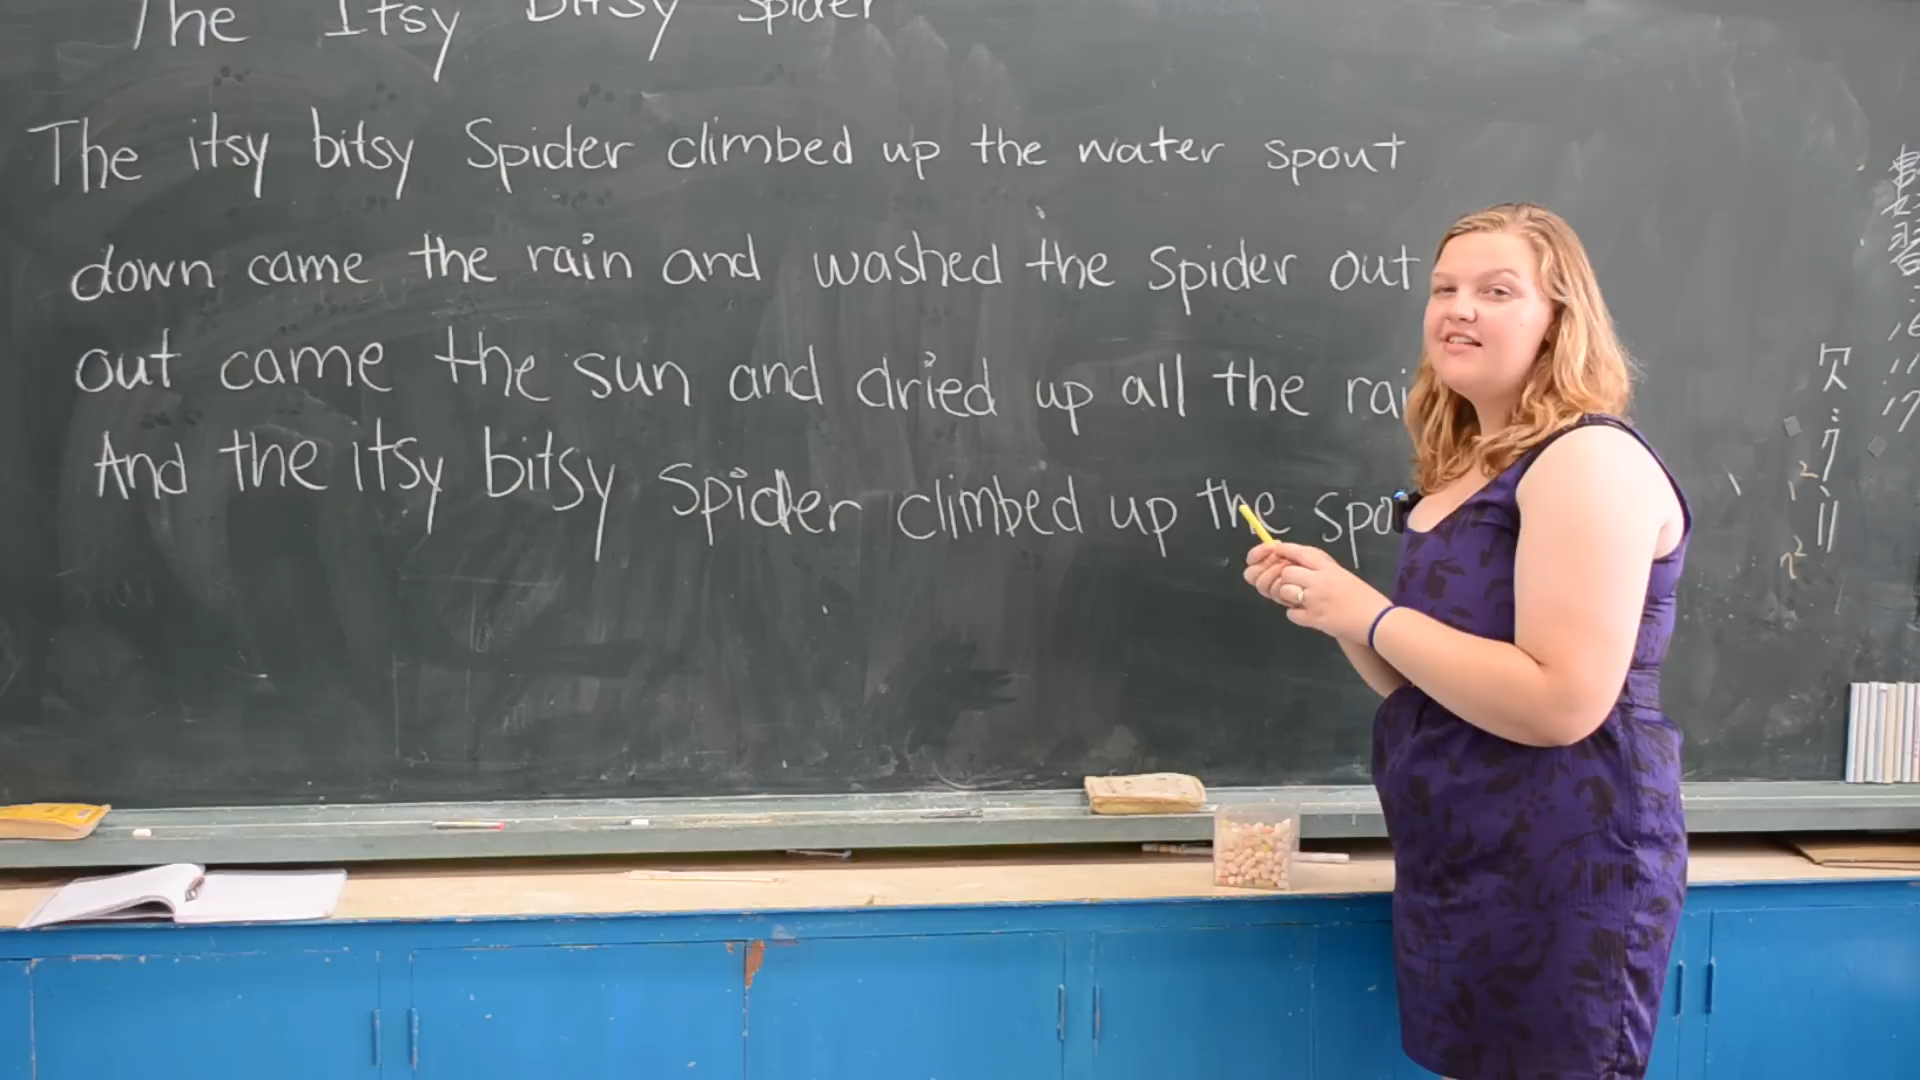 The Itsy Bitsy Spider
The itsy bitsy Spider climbed up the water spout
down came the rain and washed the spider out
out came the sun and dried up all the rai
And the itsy bitsy Spider climbed up the spo